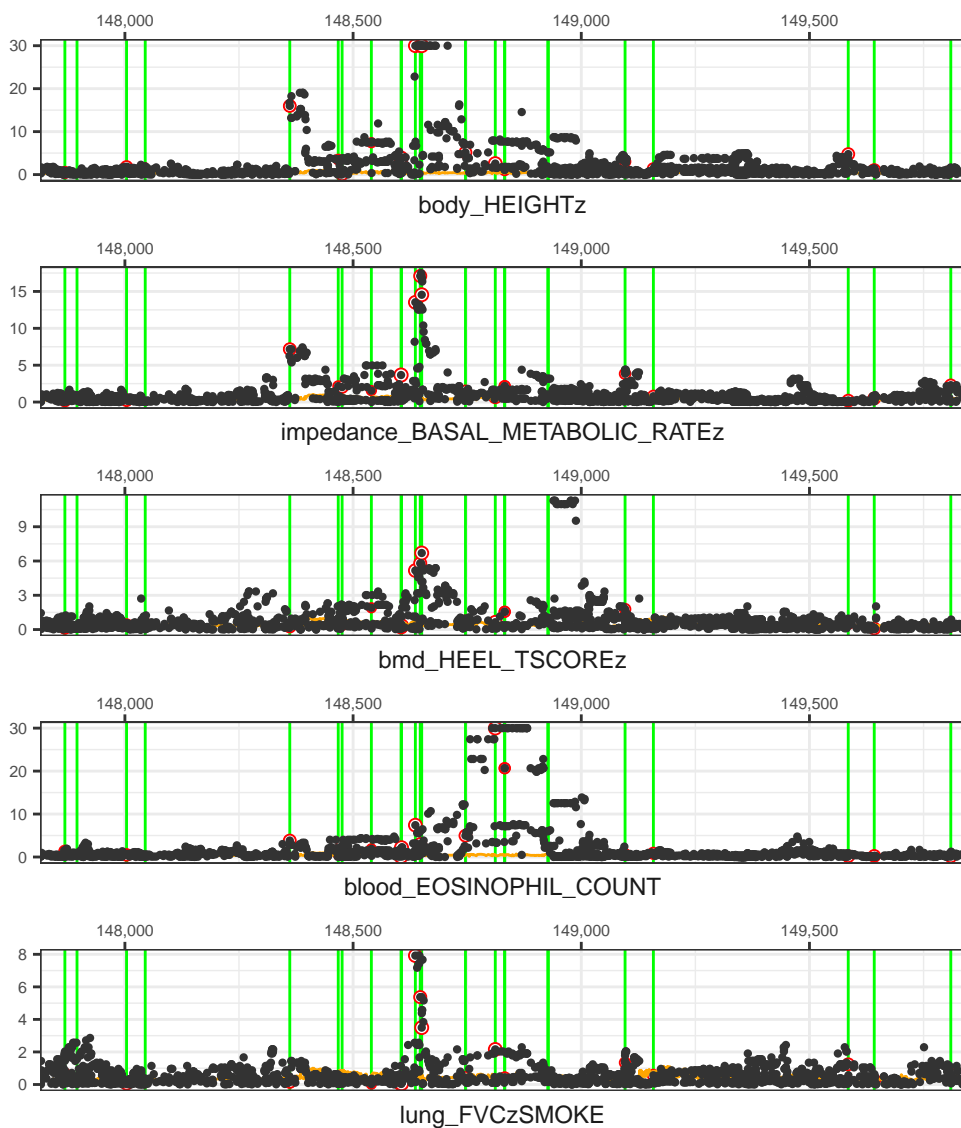 148,000 148,500 149,000 149,500
30
20
10
0
body_HEIGHTz
148,000 148,500 149,000 149,500
15
10
5
0
impedance_BASAL_METABOLIC_RATEz
148,000 148,500 149,000 149,500
9
6
3
0
bmd_HEEL_TSCOREz
148,000 148,500 149,000 149,500
30
20
10
0
blood_EOSINOPHIL_COUNT
148,000 148,500 149,000 149,500
8
6
4
2
0
lung_FVCzSMOKE